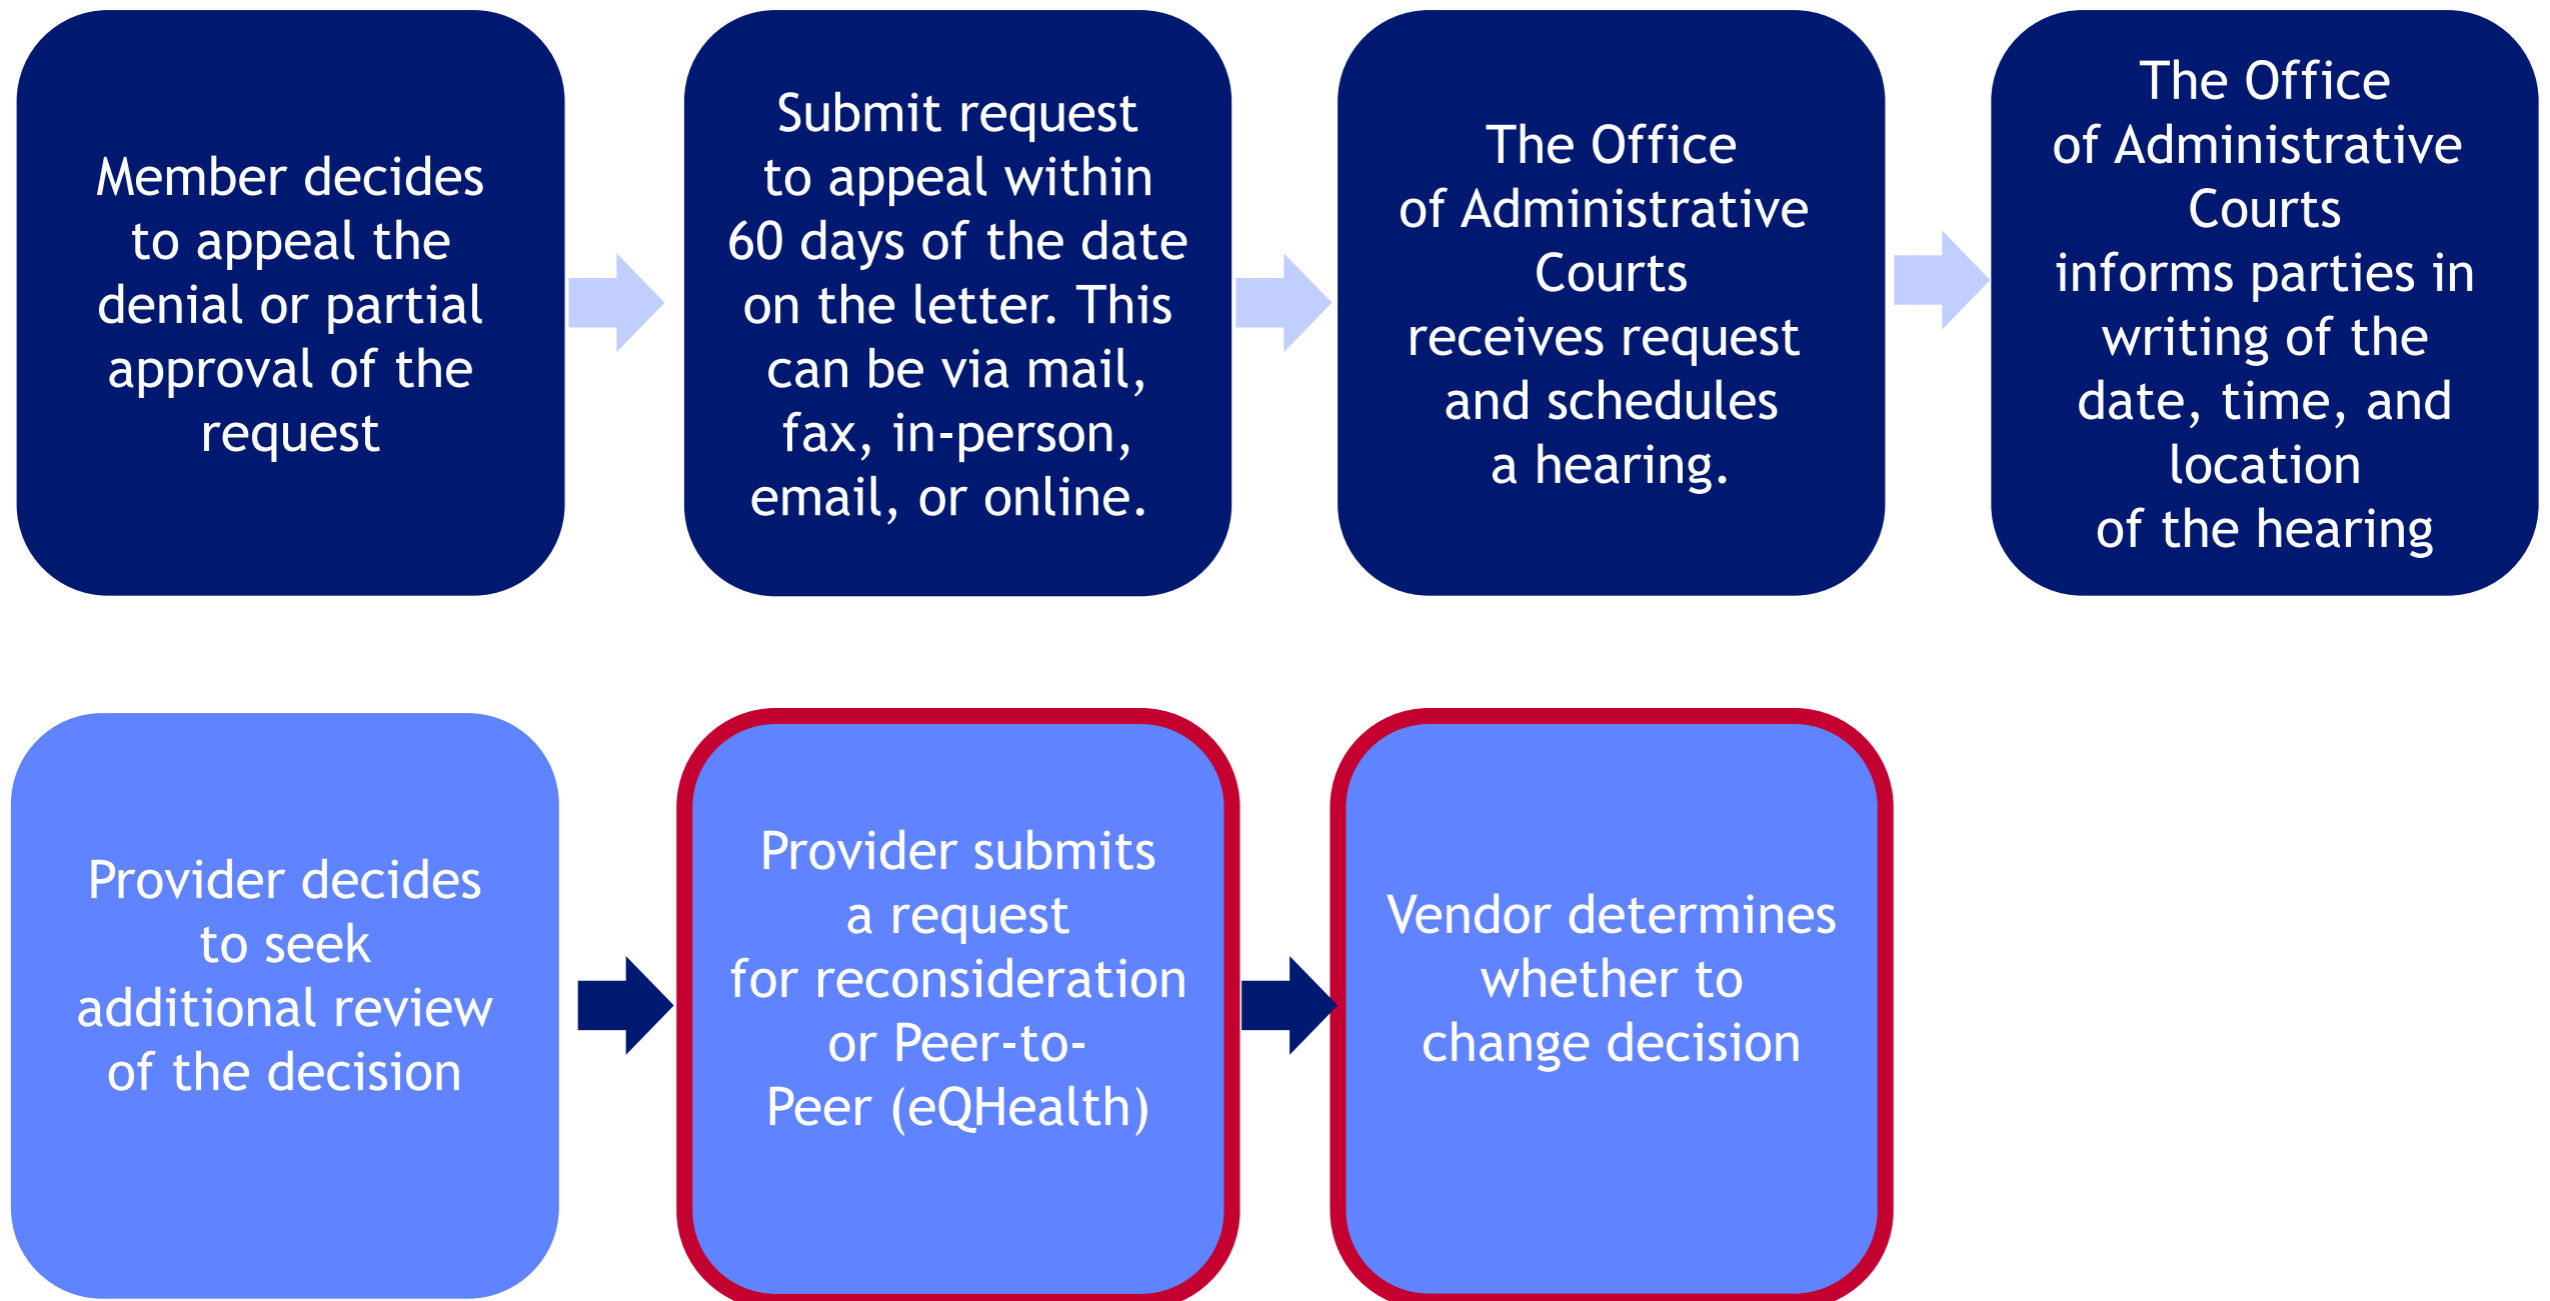 Member decides
to appeal the
denial or partial
approval of the
request
Submit request
to appeal within
60 days of the date
on the letter. This
can be via mail,
fax, in-person,
email, or online.
The Office
of Administrative
Courts
receives request
and schedules
a hearing.
The Office
of Administrative
Courts
informs parties in
writing of the
date, time, and
location
of the hearing
Provider decides
to seek
additional review
of the decision
Provider submits
a request
for reconsideration
or Peer-to-
Peer (eQHealth)
Vendor determines
whether to
change decision